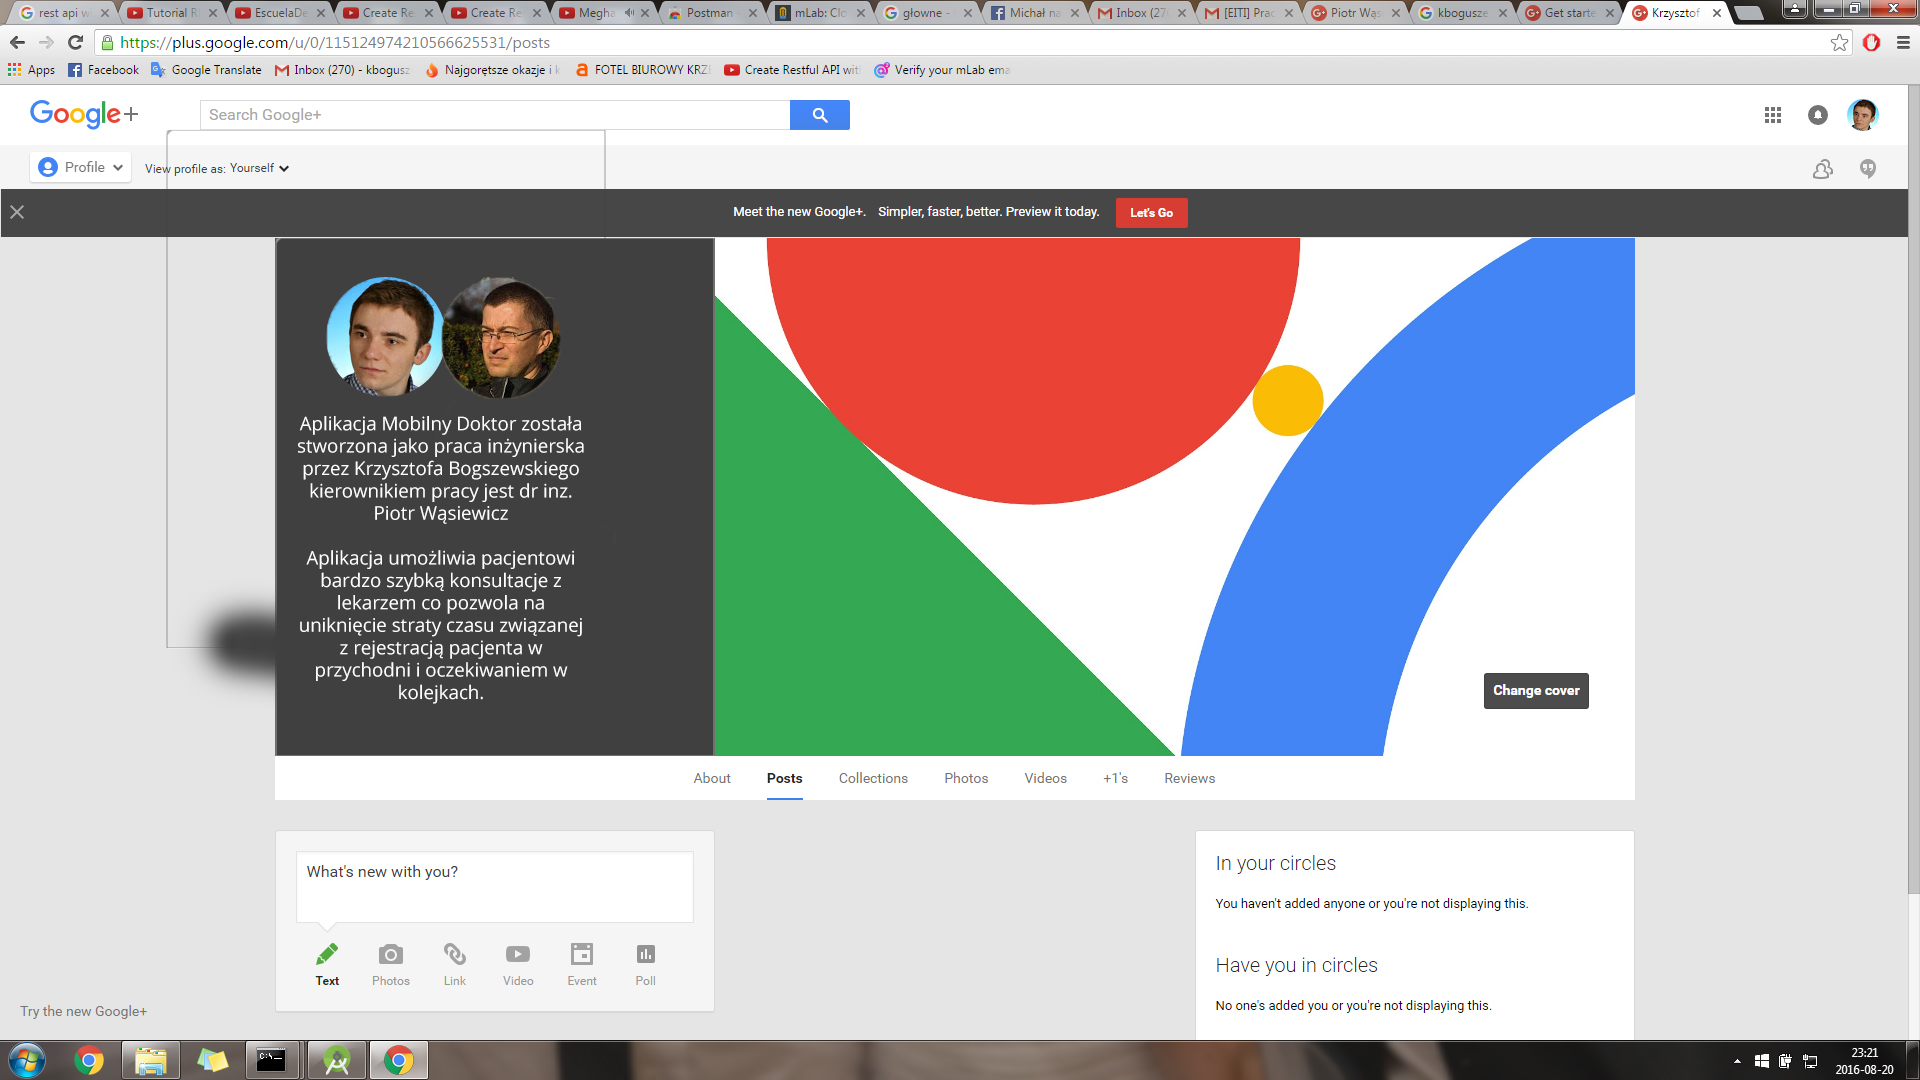 rest api w
Tutorial R
EscuelaDe
Create Re
Create Re
Megha
Postman -
mLab: Clo
głowne -
Michał na
Inbox (27
[EITI] Prac
Piotr Wąs
kbogusze
Get starte
Krzysztof
https://plus.google.com/u/0/115124974210566625531/posts
Apps
Facebook
Google Translate
Inbox (270) - kbogusz
Najgorętsze okazje i k
FOTEL BIUROWY KRZE
Create Restful API with
Verify your mLab ema
Google+
Search Google+
Profile
View profile as: Yourself
Meet the new Google+. Simpler, faster, better. Preview it today.
Let's Go
Aplikacja Mobilny Doktor została
stworzona jako praca inżynierska
przez Krzysztofa Bogszewskiego
kierownikiem pracy jest dr inz.
Piotr Wąsiewicz
Aplikacja umożliwia pacjentowi
bardzo szybką konsultacje z
lekarzem co pozwola na
uniknięcie straty czasu związanej
z rejestracją pacjenta w
przychodni i oczekiwaniem w
kolejkach.
Change cover
About
Posts
Collections
Photos
Videos
+1's
Reviews
What's new with you?
Text
Photos
Link
Video
Event
Poll
In your circles
You haven't added anyone or you're not displaying this.
Have you in circles
No one's added you or you're not displaying this.
Try the new Google+
C:\.
23:21
2016-08-20